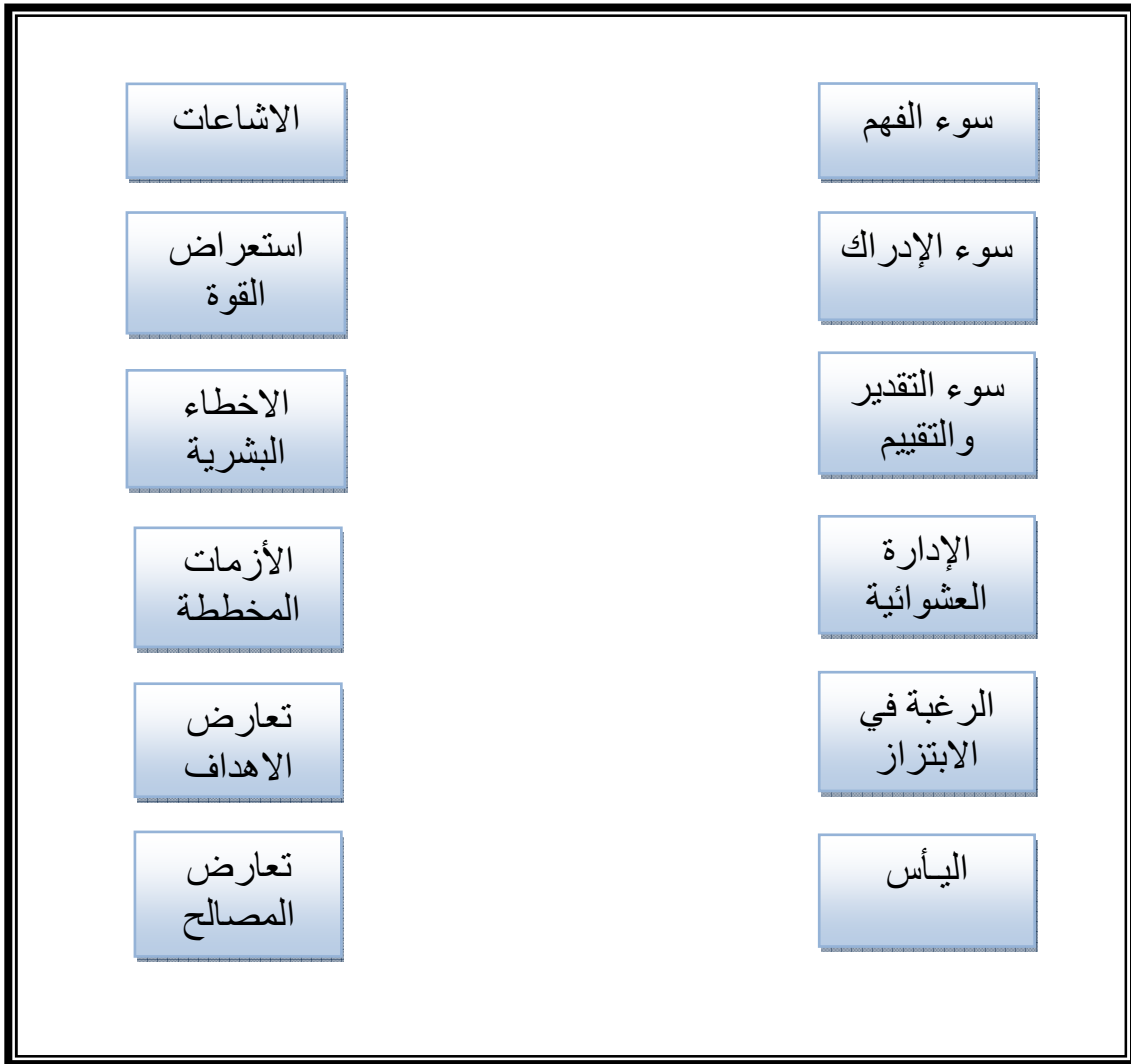 سوء الفهم
سوء الإدراك
سوء التقدير
والتقييم
الإدارة
العشوائية
الرغبة في
الابتزاز
اليـأس
الاشاعات
استعراض
القوة
الاخطاء
البشرية
الأزمات
المخططة
تعارض
الاهداف
تعارض
المصالح